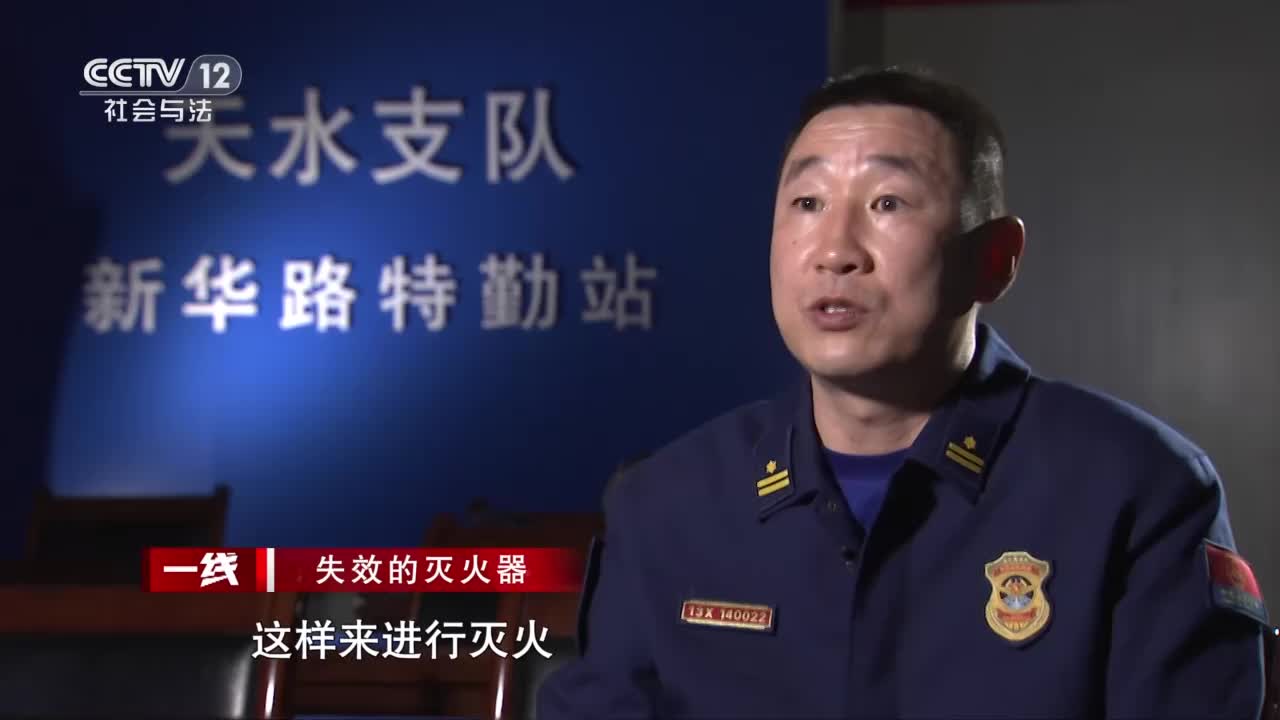 CCTV 12
社会与法
天水支队
新华路特勤站
一线 失效的灭火器
这样来进行灭火
13X 140022